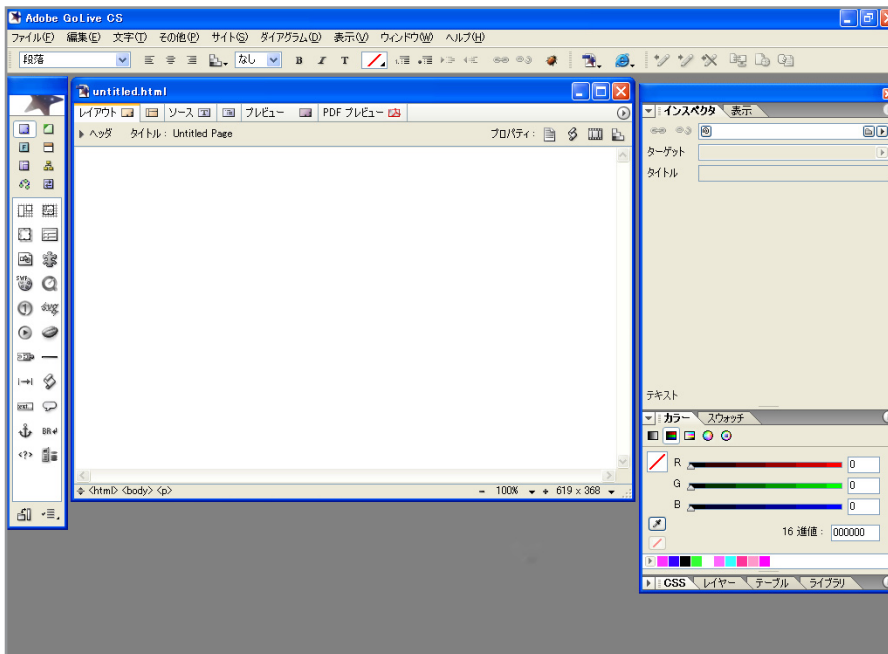 Adobe GoLive CS
ファイル(F) 編集(E) 文字(T) その他(P) サイト(S) ダイアグラム(D) 表示(V) ウィンドウ(W) ヘルプ(H)
段落 なし B I T
untitled.html
レイアウト ソース プレビュー PDF プレビュー
ヘッダ タイトル: Untitled Page プロパティ:
インスペクタ 表示
ターゲット
タイトル
SWF
svg
text
BR
<?>
テキスト
カラー スウォッチ
R 0
G 0
B 0
16 進値: 000000
<html> <body> <p> - 100% + 619 x 368
CSS レイヤー テーブル ライブラリ